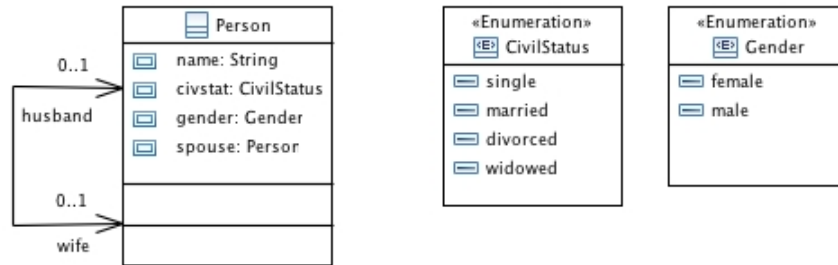 Person
name: String
civstat: CivilStatus
gender: Gender
spouse: Person
0..1
husband
0..1
wife
«Enumeration»
<E> CivilStatus
single
married
divorced
widowed
«Enumeration»
<E> Gender
female
male